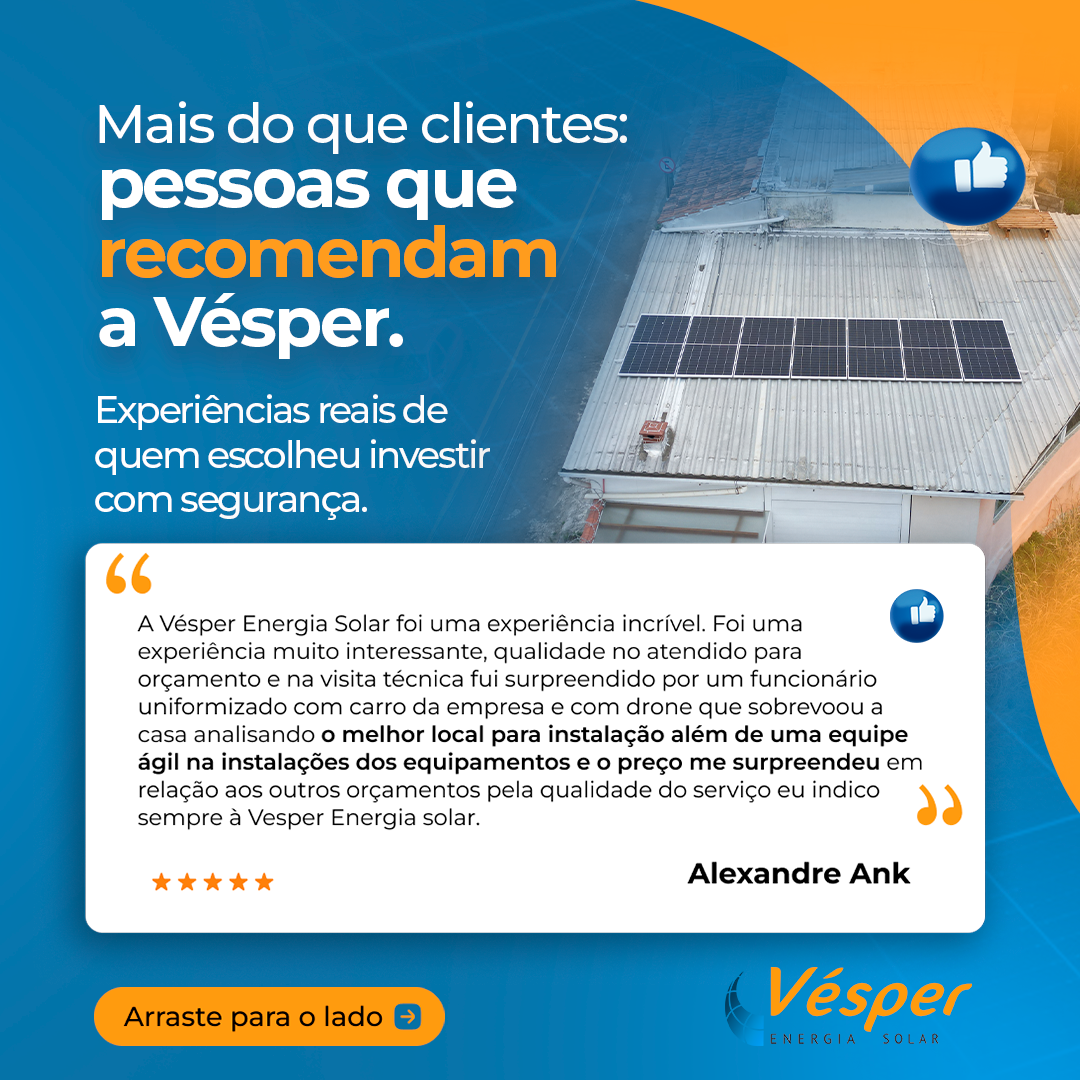 Mais do que clientes:
pessoas que
recomendam
a Vésper.
Experiências reais de
quem escolheu investir
com segurança.
“
A Vésper Energia Solar foi uma experiência incrível. Foi uma
experiência muito interessante, qualidade no atendido para
orçamento e na visita técnica fui surpreendido por um funcionário
uniformizado com carro da empresa e com drone que sobrevoou a
casa analisando o melhor local para instalação além de uma equipe
ágil na instalações dos equipamentos e o preço me surpreendeu em
relação aos outros orçamentos pela qualidade do serviço eu indico
sempre à Vesper Energia solar.
”
★★★★★
Alexandre Ank
Arraste para o lado
Vésper
ENERGIA SOLAR